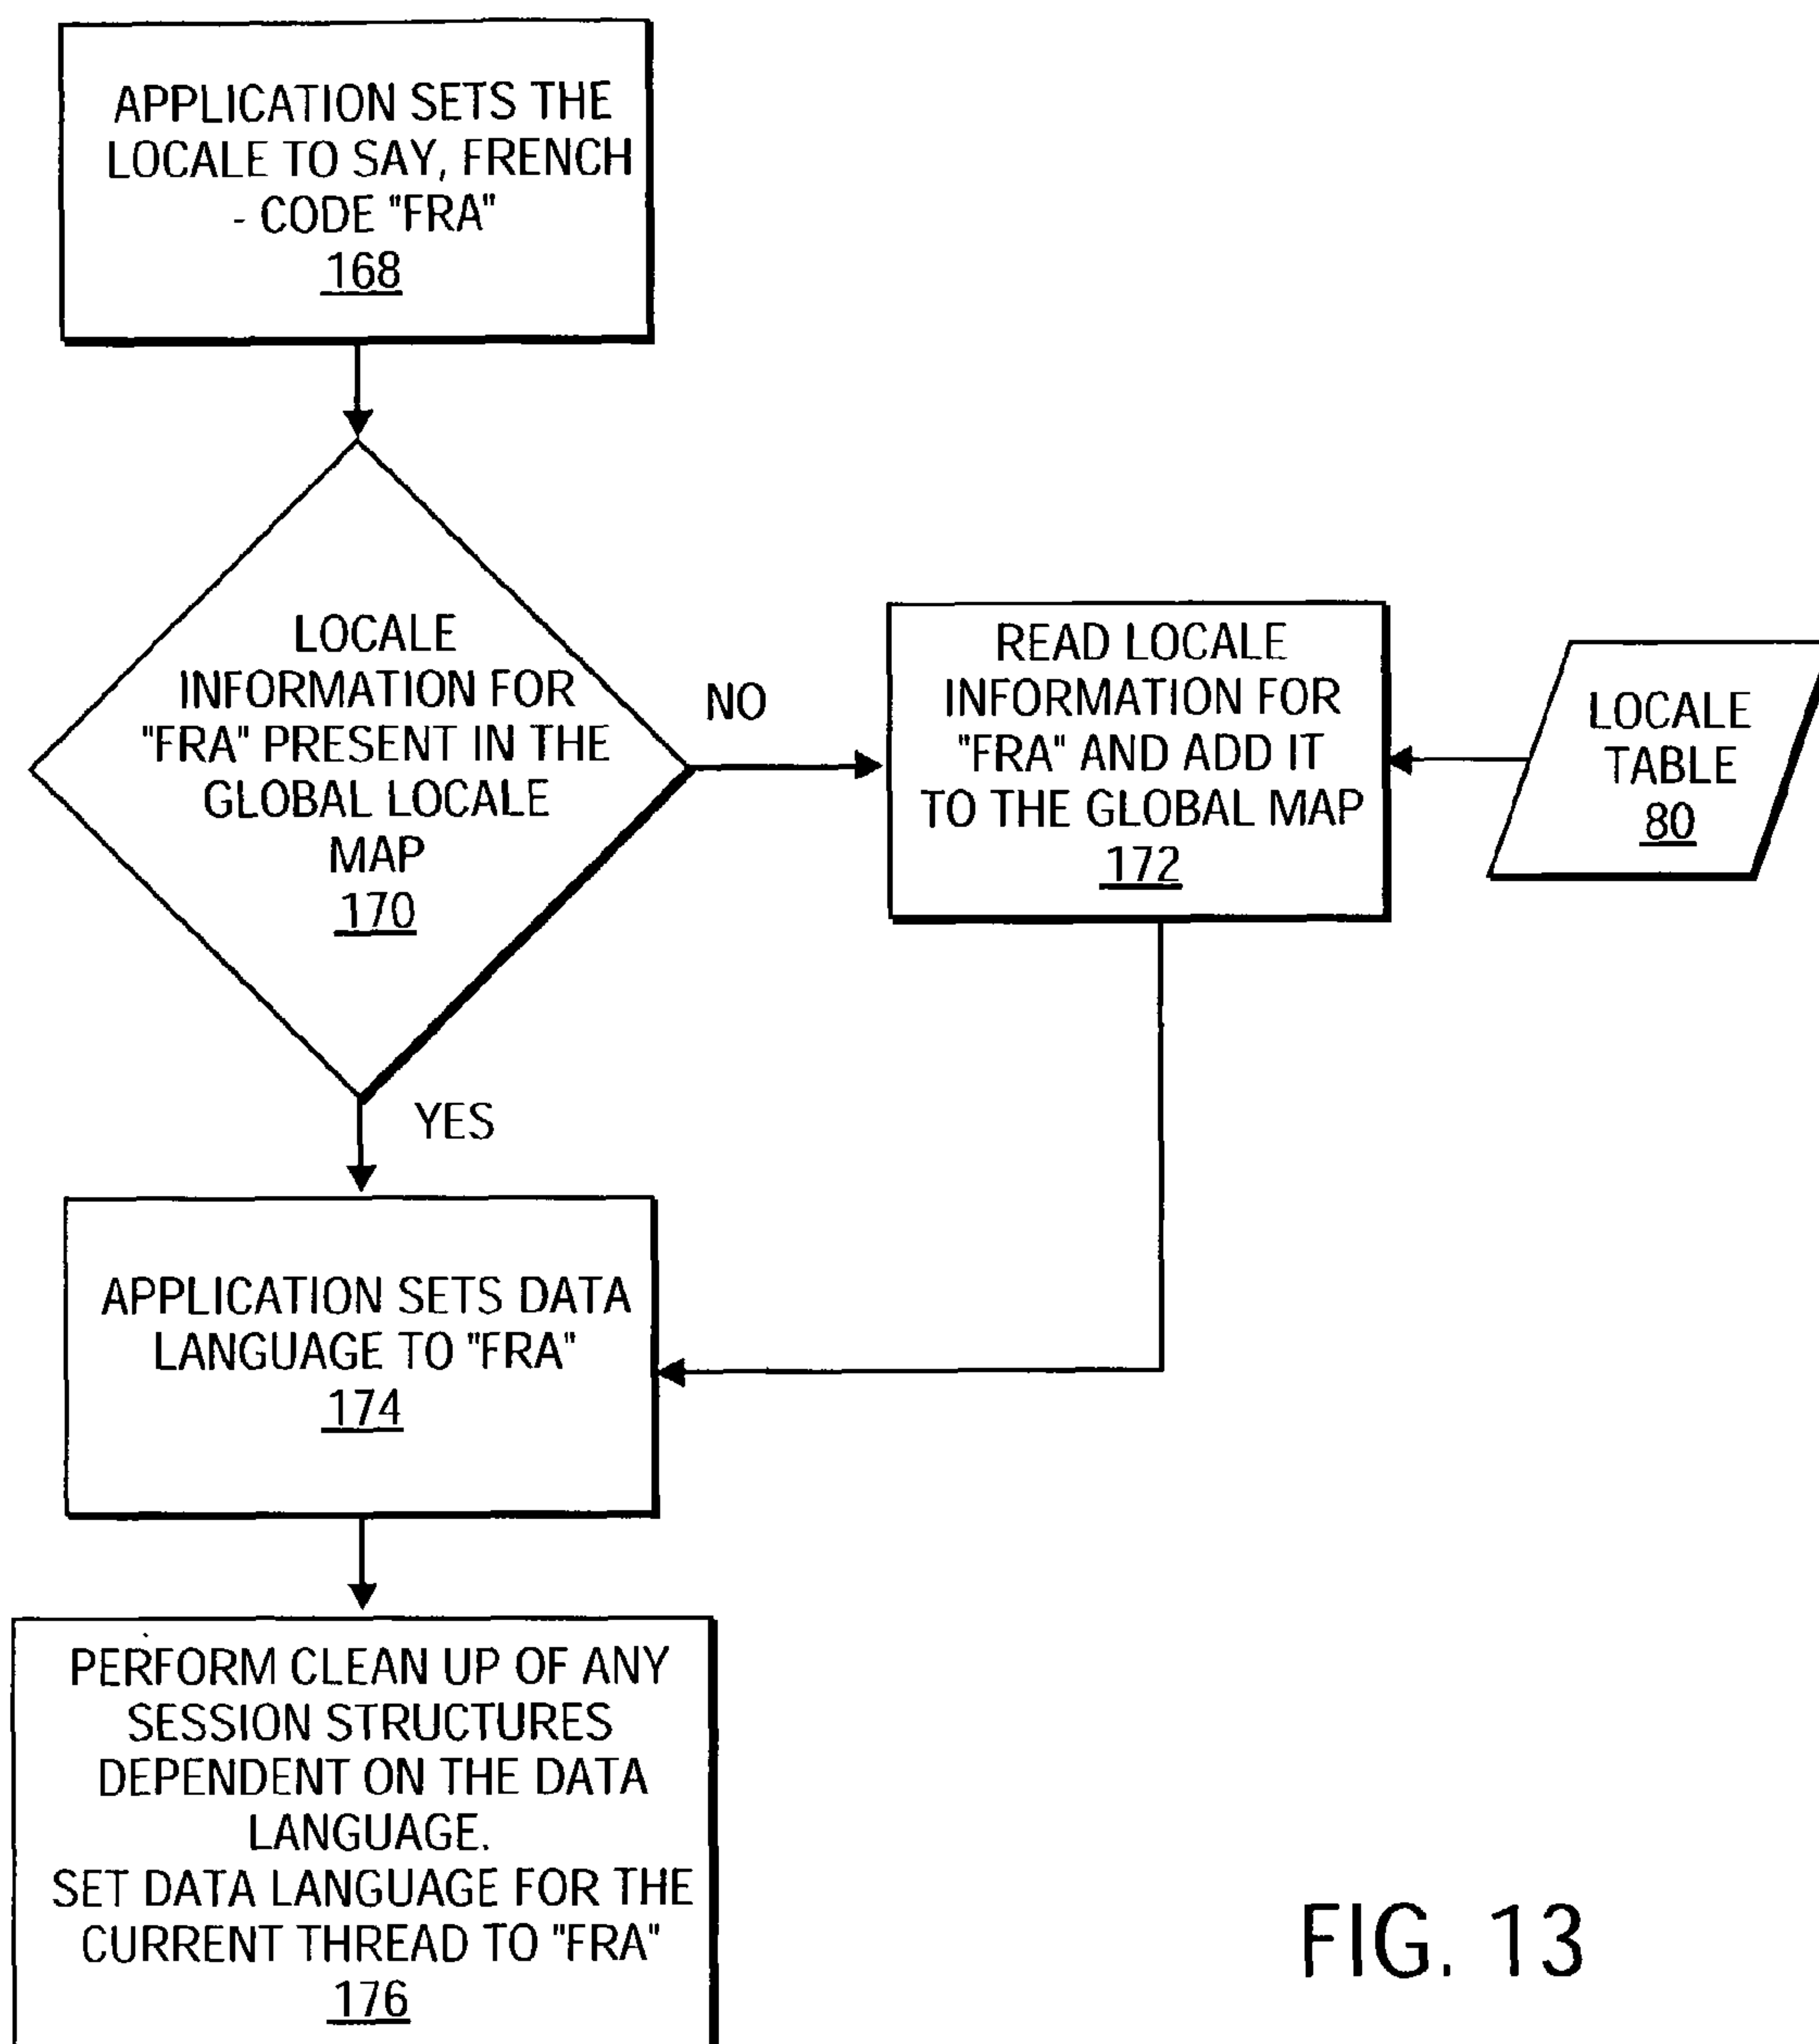 APPLICATION SETS THE
LOCALE TO SAY, FRENCH
- CODE "FRA"
168
LOCALE
INFORMATION FOR
"FRA" PRESENT IN THE
GLOBAL LOCALE
MAP
170
NO
READ LOCALE
INFORMATION FOR
"FRA" AND ADD IT
TO THE GLOBAL MAP
172
LOCALE
TABLE
80
YES
APPLICATION SETS DATA
LANGUAGE TO "FRA"
174
PERFORM CLEAN UP OF ANY
SESSION STRUCTURES
DEPENDENT ON THE DATA
LANGUAGE.
SET DATA LANGUAGE FOR THE
CURRENT THREAD TO "FRA"
176
FIG. 13